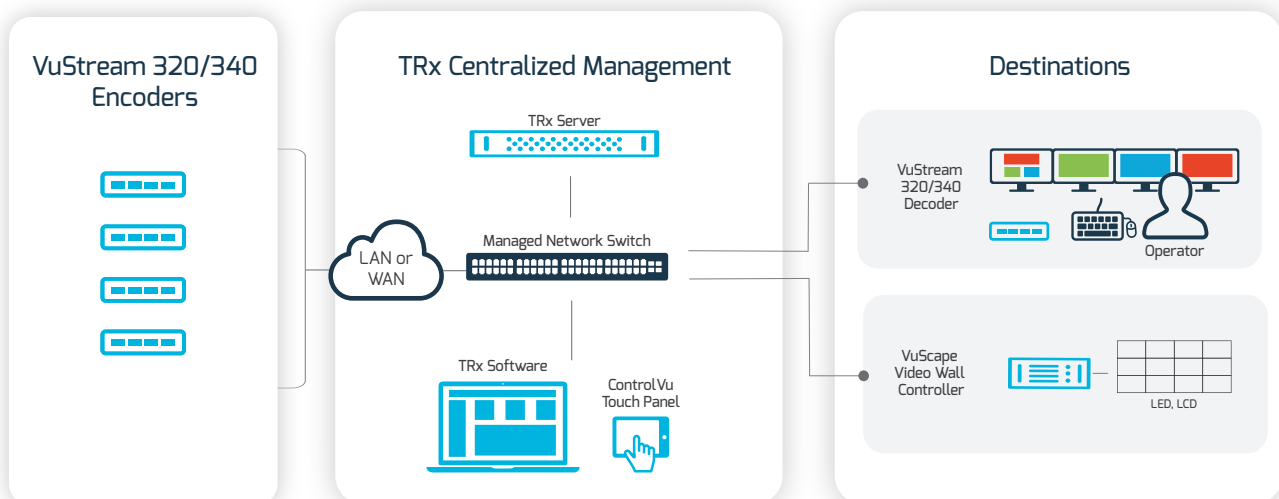 VuStream 320/340
Encoders
TRx Centralized Management
TRx Server
LAN or
WAN
Managed Network Switch
TRx Software
ControlVu
Touch Panel
Destinations
VuStream
320/340
Decoder
Operator
VuScape
Video Wall
Controller
LED, LCD